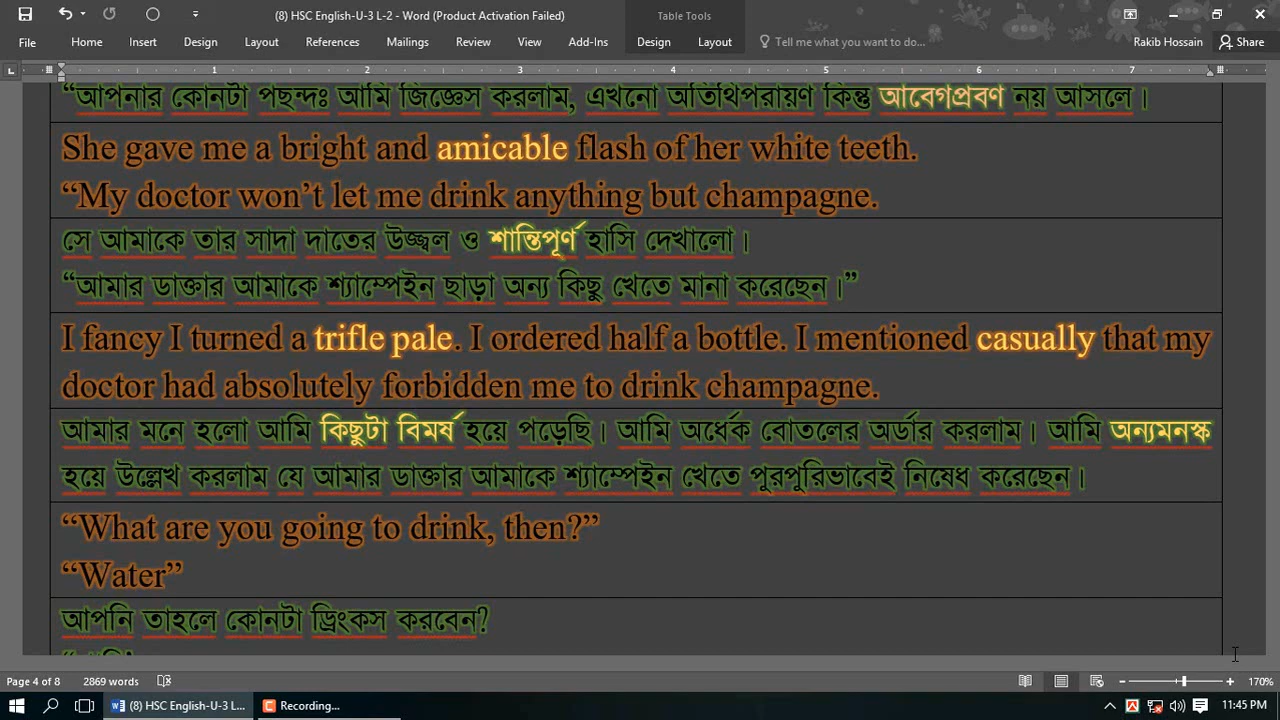 (8) HSC English-U-3 L-2 - Word (Product Activation Failed)
Table Tools
File Home Insert Design Layout References Mailings Review View Add-Ins Design Layout Tell me what you want to do... Rakib Hossain Share
L 1 2 3 4 5 6 7
“আপনার কোনটা পছন্দঃ আমি জিজ্ঞেস করলাম, এখনো অতিথিপরায়ণ কিন্তু আবেগপ্রবণ নয় আসলে।
She gave me a bright and amicable flash of her white teeth.
“My doctor won’t let me drink anything but champagne.
সে আমাকে তার সাদা দাতের উজ্জ্বল ও শান্তিপূর্ণ হাসি দেখালো।
“আমার ডাক্তার আমাকে শ্যাম্পেইন ছাড়া অন্য কিছু খেতে মানা করেছেন।”
I fancy I turned a trifle pale. I ordered half a bottle. I mentioned casually that my
doctor had absolutely forbidden me to drink champagne.
আমার মনে হলো আমি কিছুটা বিমর্ষ হয়ে পড়েছি। আমি অর্ধেক বোতলের অর্ডার করলাম। আমি অন্যমনস্ক
হয়ে উল্লেখ করলাম যে আমার ডাক্তার আমাকে শ্যাম্পেইন খেতে পুরপুরিভাবেই নিষেধ করেছেন।
“What are you going to drink, then?”
“Water”
আপনি তাহলে কোনটা ড্রিংকস করবেন?
Page 4 of 8 2869 words 170%
(8) HSC English-U-3 L-... Recording... 11:45 PM